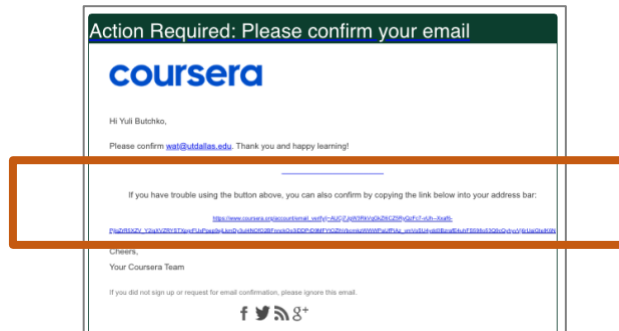 Action Required: Please confirm your email
coursera
Hi Yuli Butchko,
Please confirm wat@utdallas.edu. Thank you and happy learning!
If you have trouble using the button above, you can also confirm by copying the link below into your address bar:
Cheers,
Your Coursera Team
If you did not sign up or request for email confirmation, please ignore this email.